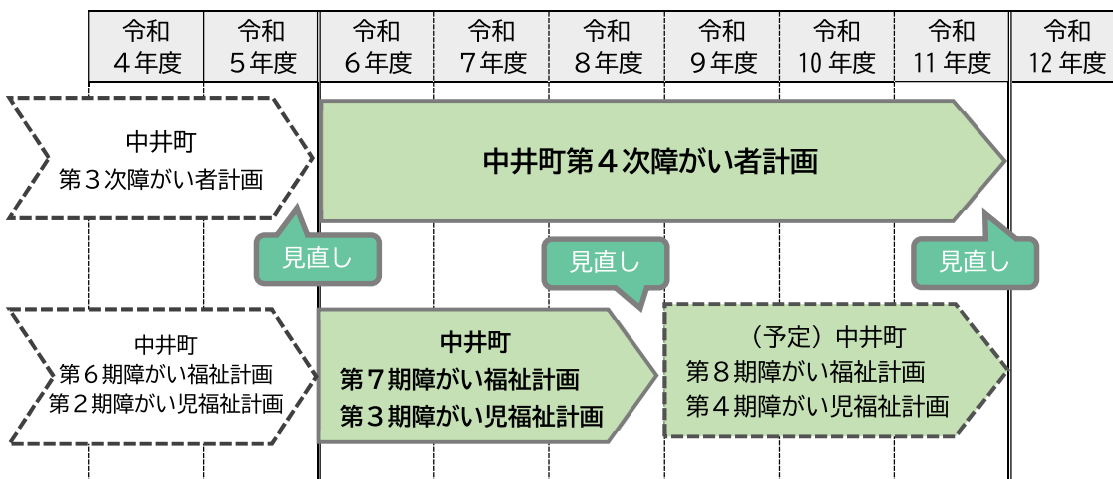 令和
４年度
令和
５年度
令和
６年度
令和
７年度
令和
８年度
令和
９年度
令和
10 年度
令和
11 年度
令和
12 年度
中井町
第３次障がい者計画
中井町第４次障がい者計画
見直し
見直し
見直し
中井町
第６期障がい福祉計画
第２期障がい児福祉計画
中井町
第７期障がい福祉計画
第３期障がい児福祉計画
（予定）中井町
第８期障がい福祉計画
第４期障がい児福祉計画